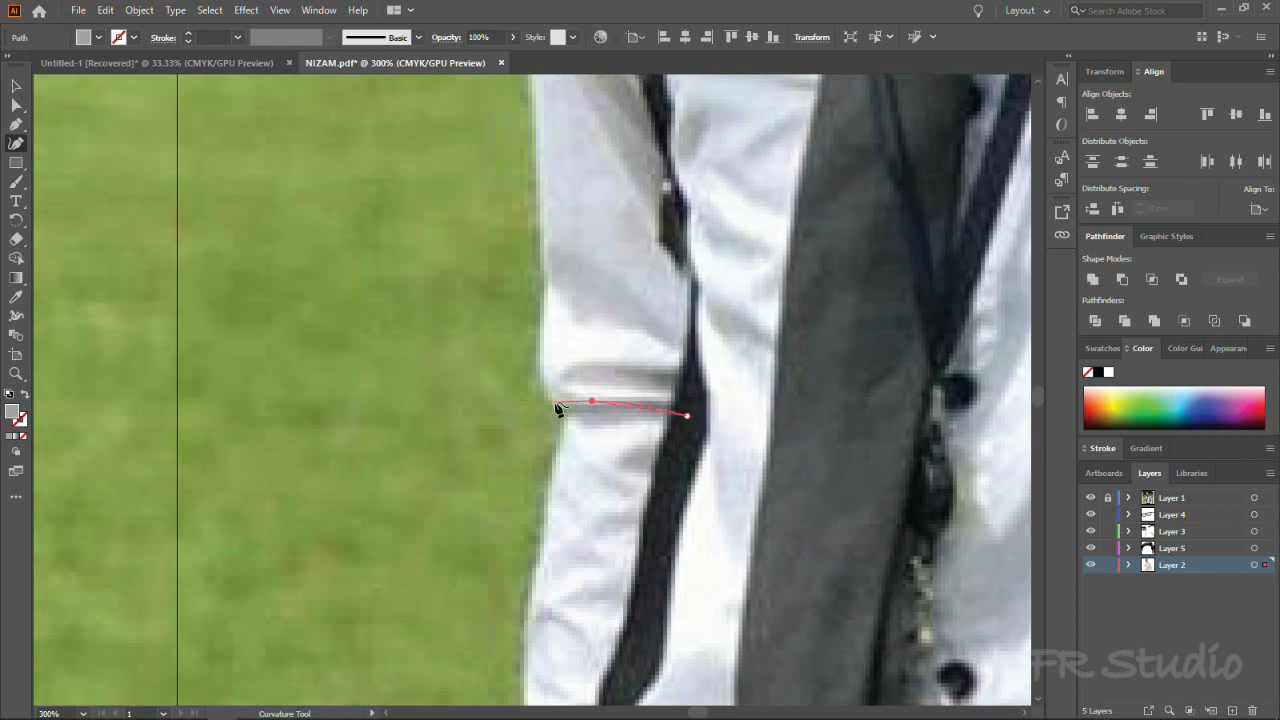 Ai File Edit Object Type Select Effect View Window Help Layout Search Adobe Stock
Path Stroke: Basic Opacity: 100% Style: Transform
Untitled-1 [Recovered]* @ 33.33% (CMYK/GPU Preview) × NIZAM.pdf* @ 300% (CMYK/GPU Preview) ×
Transform Align
Align Objects:
Distribute Objects:
Distribute Spacing: Align To:
Pathfinder Graphic Styles
Shape Modes:
Expand
Pathfinders:
Swatches Color Color Gui Appearanc
Stroke Gradient
Artboards Layers Libraries
Layer 1
Layer 4
Layer 3
Layer 5
Layer 2
FR Studio
300% 1 Curvature Tool 5 Layers